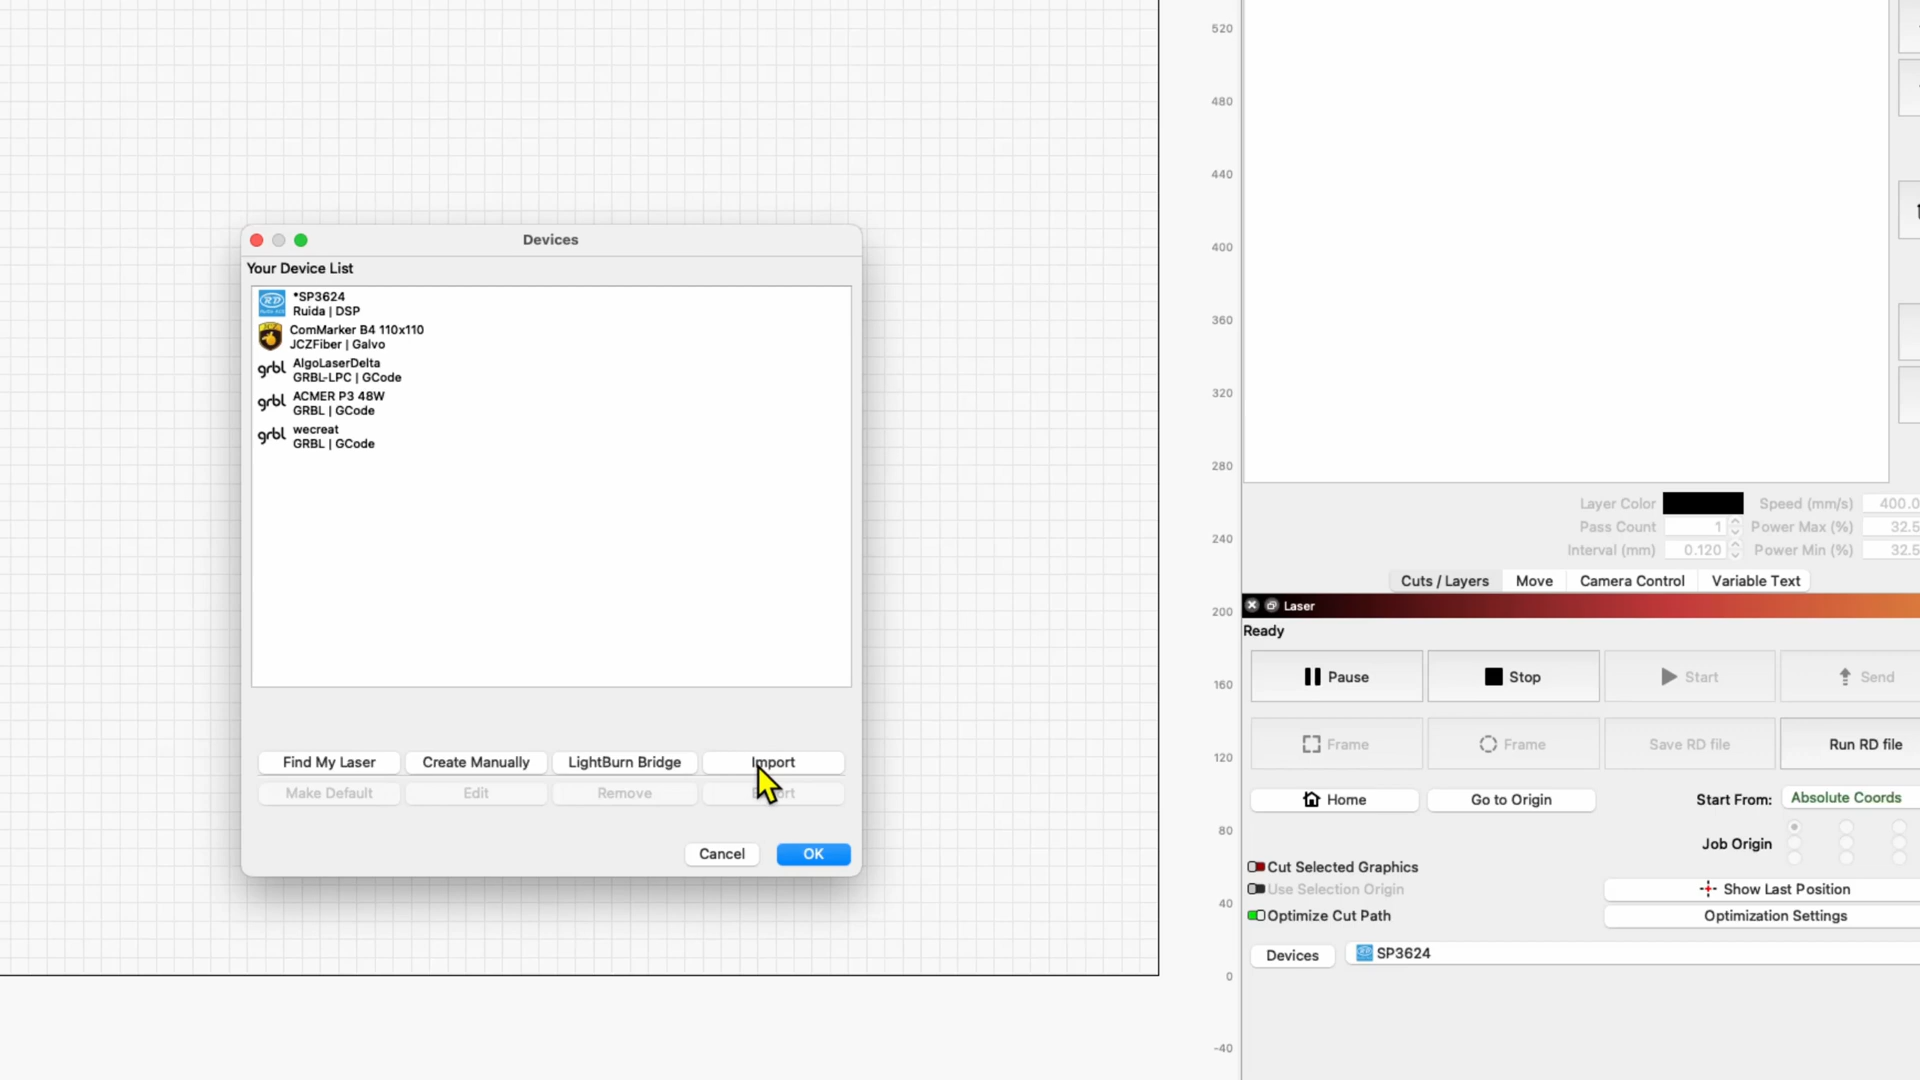 Devices
Your Device List
*SP3624
Ruida | DSP
ComMarker B4 110x110
JCZFiber | Galvo
grbl AlgoLaserDelta
GRBL-LPC | GCode
grbl ACMER P3 48W
GRBL | GCode
grbl wecreat
GRBL | GCode
Find My Laser Create Manually LightBurn Bridge Import
Make Default Edit Remove
Cancel OK
520
480
440
400
360
320
280
240
200
160
120
80
40
0
-40
Layer Color Speed (mm/s) 400.0
Pass Count 1 Power Max (%) 32.5
Interval (mm) 0.120 Power Min (%) 32.5
Cuts / Layers Move Camera Control Variable Text
Laser
Ready
Pause Stop Start Send
Frame Frame Save RD file Run RD file
Home Go to Origin Start From: Absolute Coords
Job Origin
Cut Selected Graphics
Use Selection Origin Show Last Position
Optimize Cut Path Optimization Settings
Devices SP3624